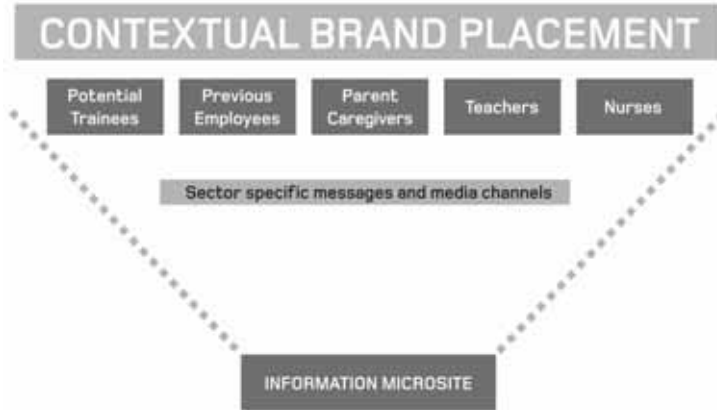 CONTEXTUAL BRAND PLACEMENT
Potential
Trainees
Previous
Employees
Parent
Caregivers
Teachers
Nurses
Sector specific messages and media channels
INFORMATION MICROSITE